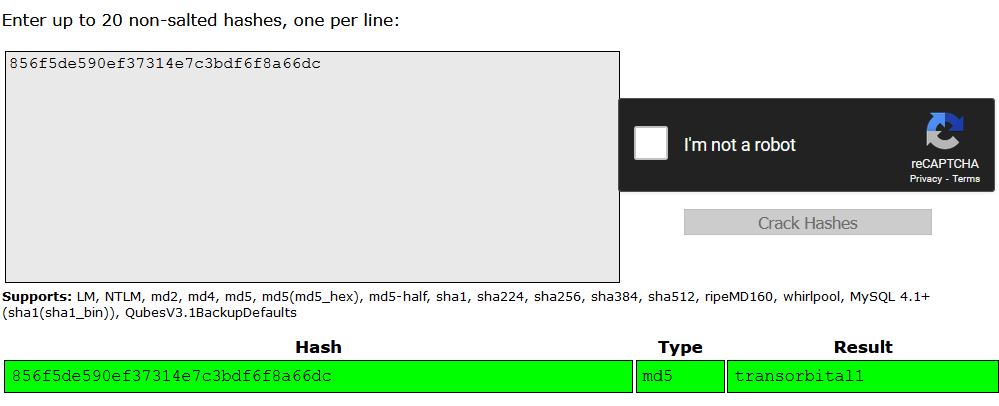 Enter up to 20 non-salted hashes, one per line:
856f5de590ef37314e7c3bdf6f8a66dc
I'm not a robot
reCAPTCHA
Privacy - Terms
Crack Hashes
Supports: LM, NTLM, md2, md4, md5, md5(md5_hex), md5-half, sha1, sha224, sha256, sha384, sha512, ripeMD160, whirlpool, MySQL 4.1+
(sha1(sha1_bin)), QubesV3.1BackupDefaults
Hash Type Result
856f5de590ef37314e7c3bdf6f8a66dc md5 transorbital1